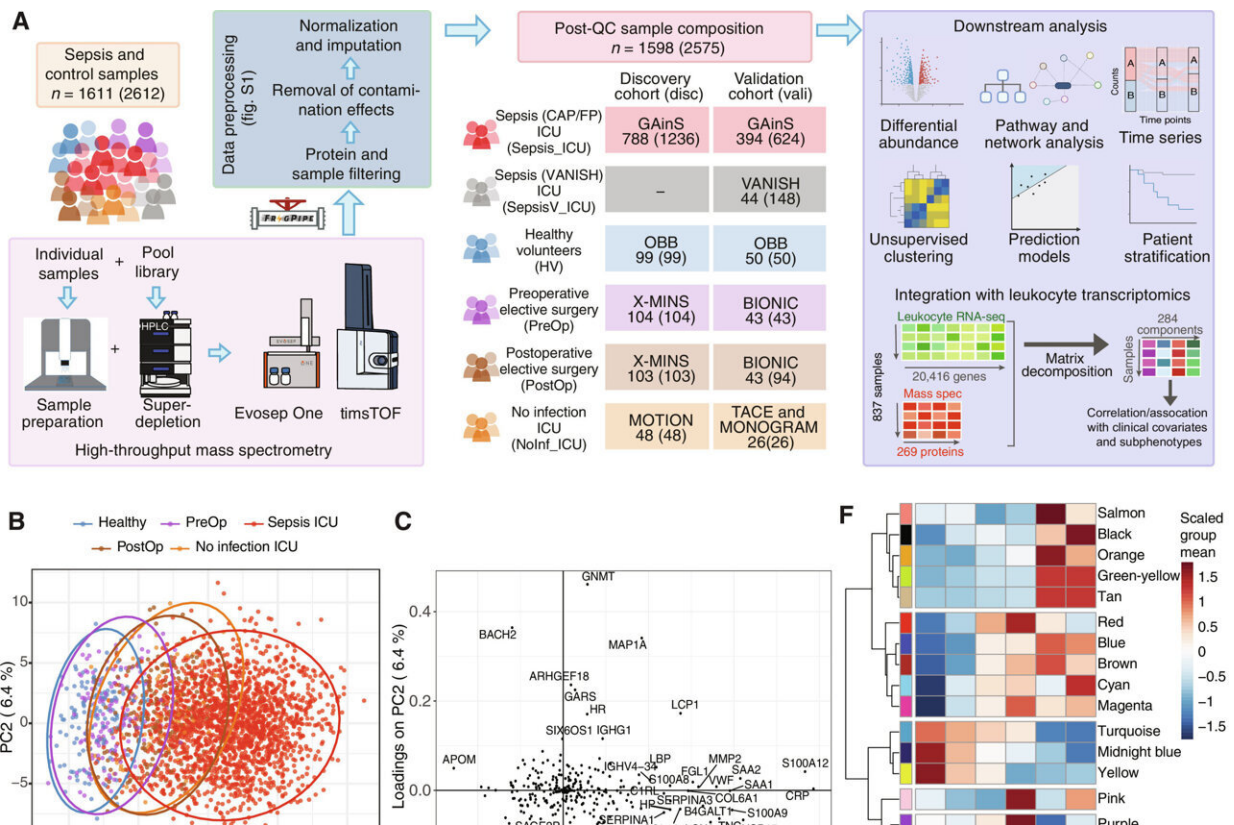 A
Sepsis and
control samples
n = 1611 (2612)
Data preprocessing
(fig. S1)
Normalization
and imputation
Removal of contami-
nation effects
Protein and
sample filtering
FragPipe
Individual
samples
+
Pool
library
HPLC
+
Sample
preparation
Super-
depletion
Evosep One
timsTOF
High-throughput mass spectrometry
Post-QC sample composition
n = 1598 (2575)
Discovery
cohort (disc)
Validation
cohort (vali)
Sepsis (CAP/FP)
ICU
(Sepsis_ICU)
GAinS
788 (1236)
GAinS
394 (624)
Sepsis (VANISH)
ICU
(SepsisV_ICU)
–
VANISH
44 (148)
Healthy
volunteers
(HV)
OBB
99 (99)
OBB
50 (50)
Preoperative
elective surgery
(PreOp)
X-MINS
104 (104)
BIONIC
43 (43)
Postoperative
elective surgery
(PostOp)
X-MINS
103 (103)
BIONIC
43 (94)
No infection
ICU
(NoInf_ICU)
MOTION
48 (48)
TACE and
MONOGRAM
26(26)
Downstream analysis
Differential
abundance
Pathway and
network analysis
Counts
A
B
A
B
A
B
Time points
Time series
Unsupervised
clustering
Prediction
models
Patient
stratification
Integration with leukocyte transcriptomics
Leukocyte RNA-seq
837 samples
20,416 genes
Mass spec
269 proteins
Matrix
decomposition
284
components
Samples
Correlation/assocation
with clinical covariates
and subphenotypes
B
Healthy
PreOp
Sepsis ICU
PostOp
No infection ICU
PC2 ( 6.4 %)
10
5
0
−5
C
Loadings on PC2 ( 6.4 %)
0.4
0.2
0.0
GNMT
BACH2
MAP1A
ARHGEF18
GARS
HR
LCP1
SIX6OS1
IGHG1
APOM
IGHV4−34
LBP
MMP2
S100A12
FGL1
SAA2
S100A8
VWF
SAA1
C1RL
CRP
HP
SERPINA3
COL6A1
SERPINA1
B4GALT1
S100A9
F
Salmon
Black
Orange
Green-yellow
Tan
Red
Blue
Brown
Cyan
Magenta
Turquoise
Midnight blue
Yellow
Pink
Purple
Scaled
group
mean
1.5
1
0.5
0
−0.5
−1
−1.5